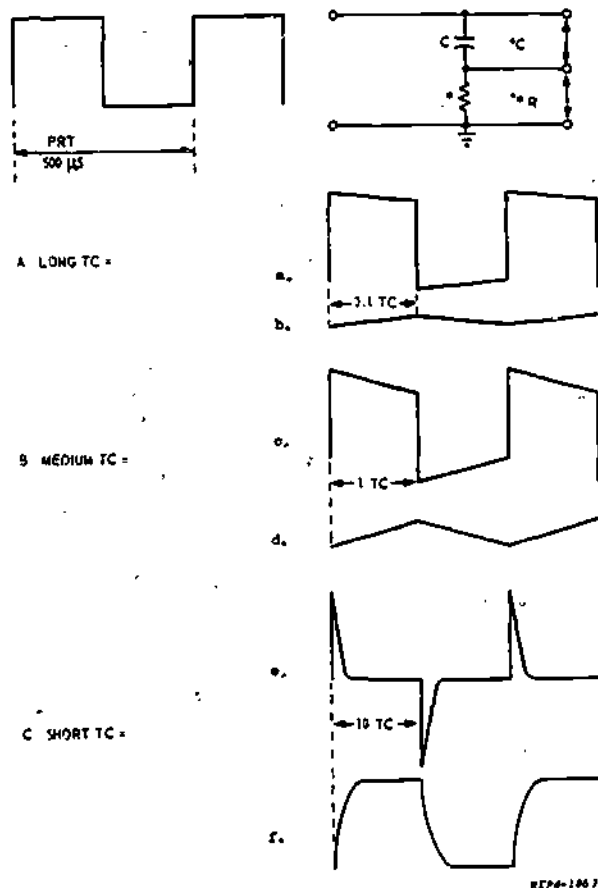 C
*C
*
**R
PRT
500 µS
A LONG TC =
a.
b.
B MEDIUM TC =
c.
1 TC
d.
e.
C SHORT TC =
10 TC
f.